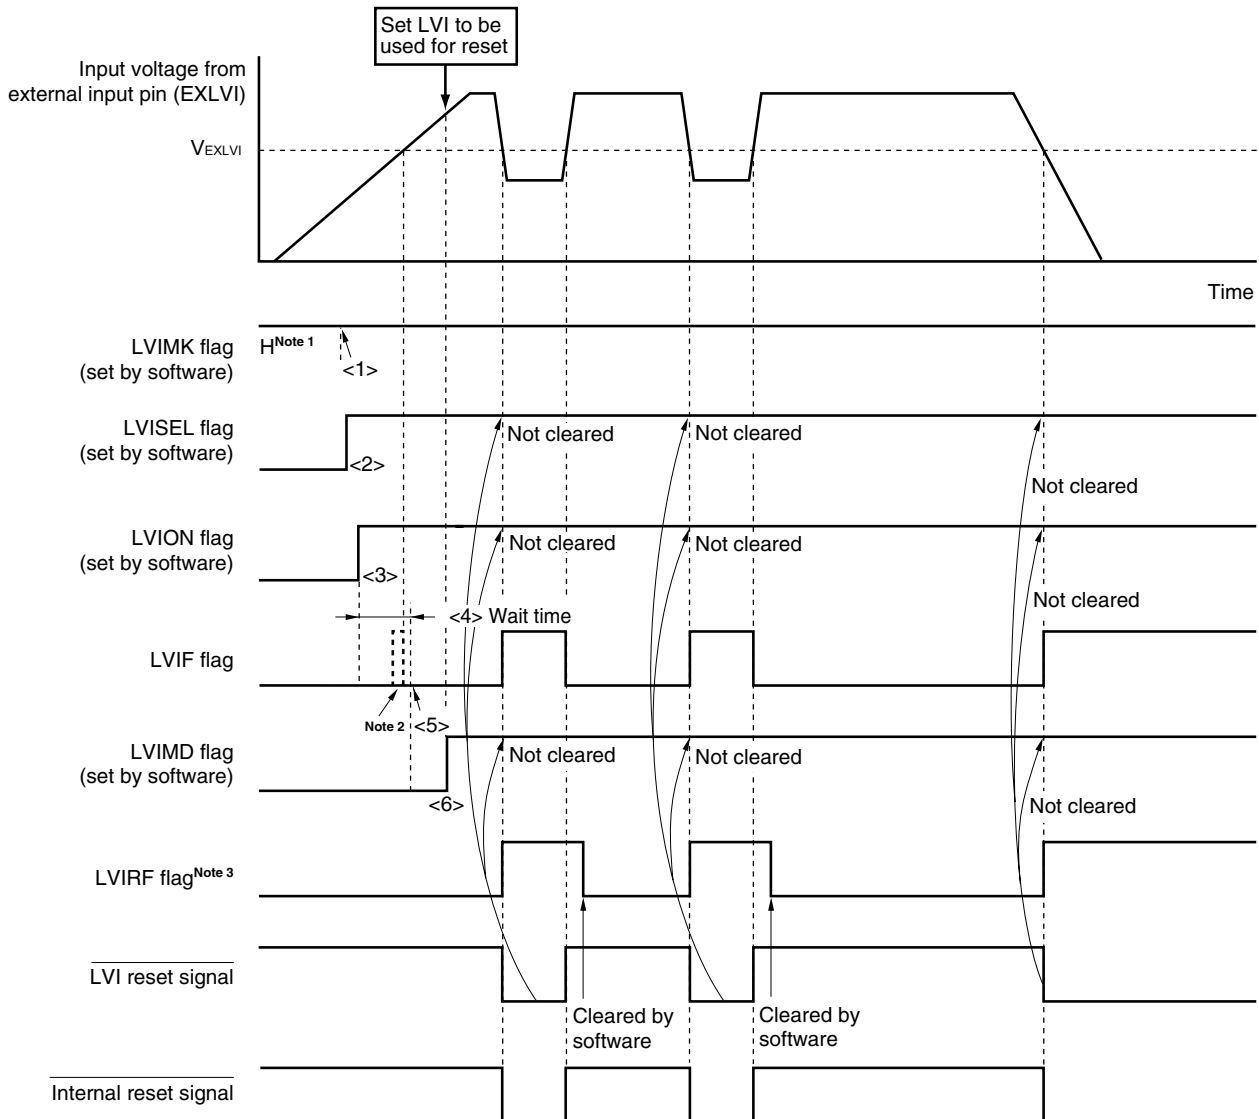 Set LVI to be
used for reset
Input voltage from
external input pin (EXLVI)
VEXLVI
Time
LVIMK flag
(set by software)
H Note 1
<1>
LVISEL flag
(set by software)
<2>
Not cleared
Not cleared
Not cleared
LVION flag
(set by software)
<3>
Not cleared
Not cleared
Not cleared
<4> Wait time
LVIF flag
Note 2
<5>
LVIMD flag
(set by software)
<6>
Not cleared
Not cleared
Not cleared
LVIRF flag Note 3
LVI reset signal
Cleared by
software
Cleared by
software
Internal reset signal